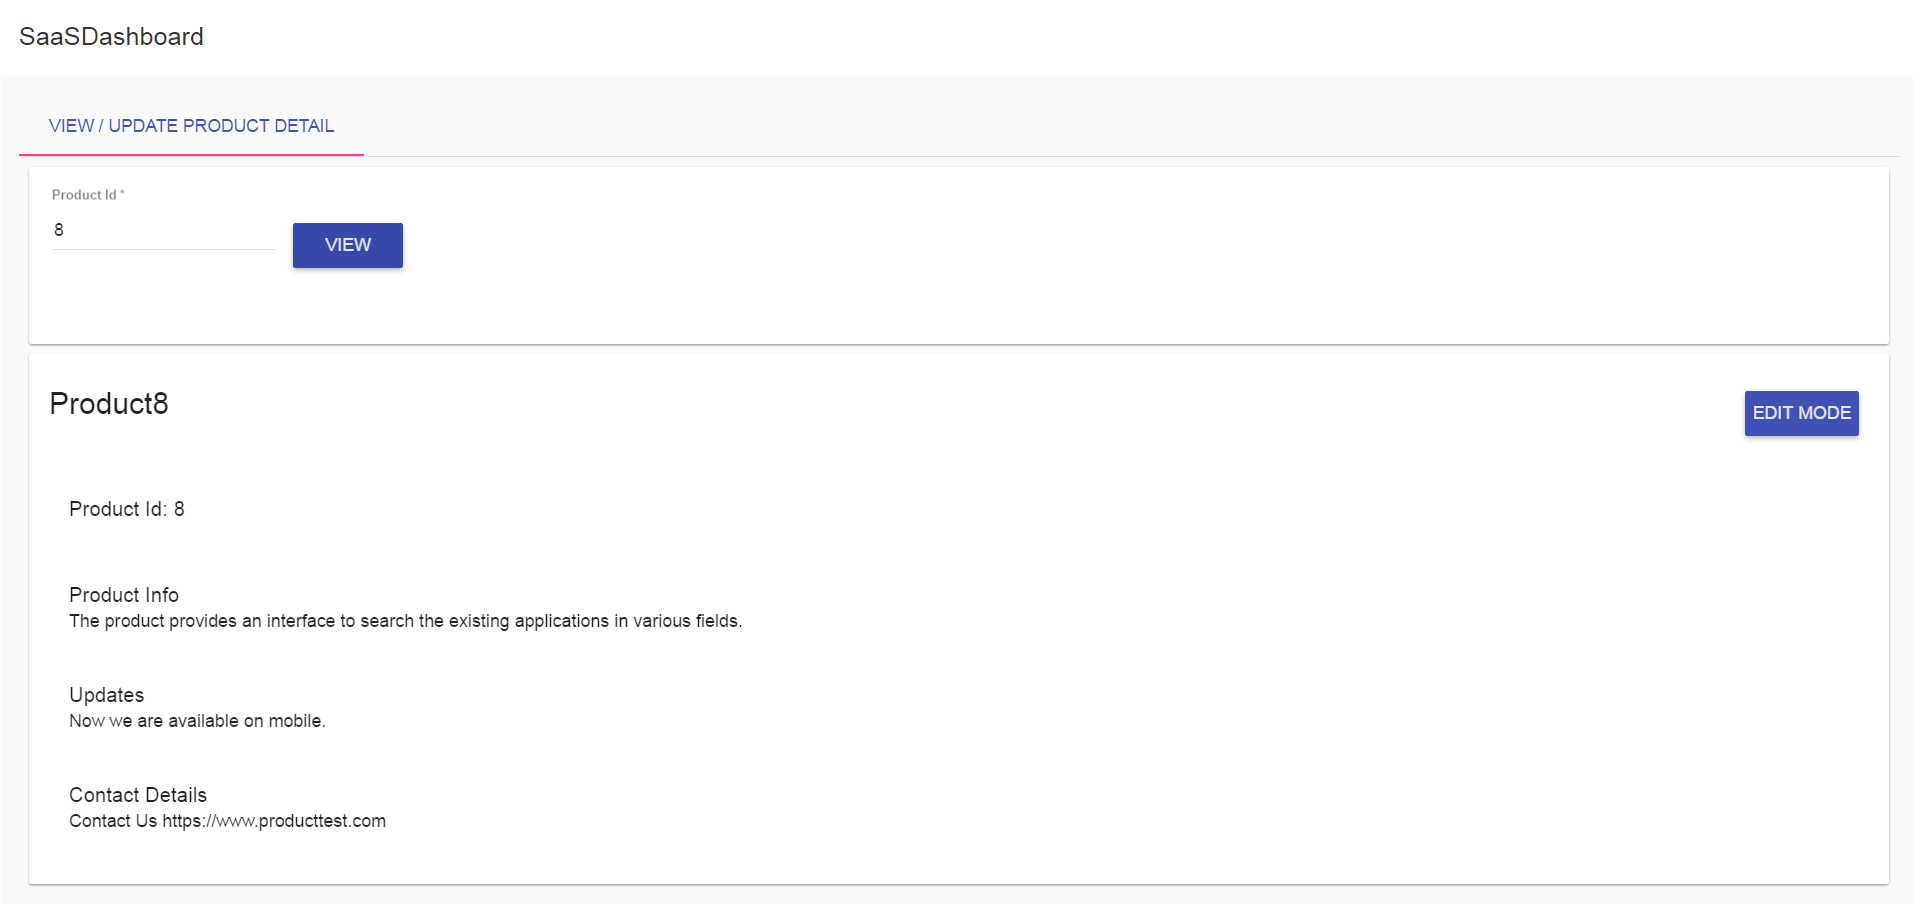 SaaSDashboard
VIEW / UPDATE PRODUCT DETAIL
Product Id *
8
VIEW
Product8
EDIT MODE
Product Id: 8
Product Info
The product provides an interface to search the existing applications in various fields.
Updates
Now we are available on mobile.
Contact Details
Contact Us https://www.producttest.com